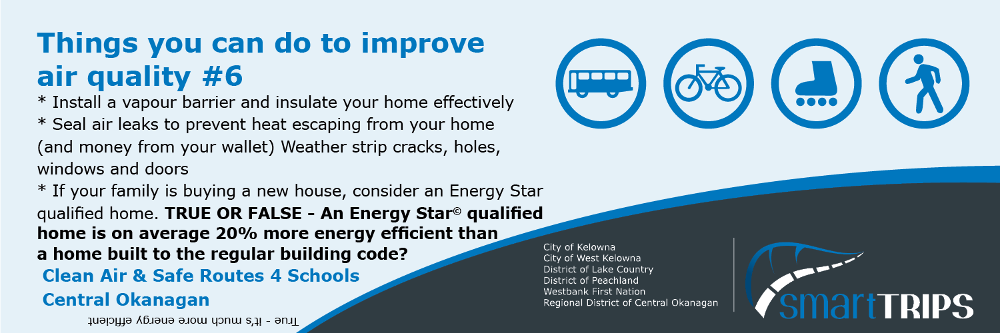 Things you can do to improve
air quality #6
* Install a vapour barrier and insulate your home effectively
* Seal air leaks to prevent heat escaping from your home
(and money from your wallet) Weather strip cracks, holes,
windows and doors
* If your family is buying a new house, consider an Energy Star
qualified home. TRUE OR FALSE - An Energy Star© qualified
home is on average 20% more energy efficient than
a home built to the regular building code?
Clean Air & Safe Routes 4 Schools
Central Okanagan
True - it's much more energy efficient
City of Kelowna
City of West Kelowna
District of Lake Country
District of Peachland
Westbank First Nation
Regional District of Central Okanagan
smartTRIPS